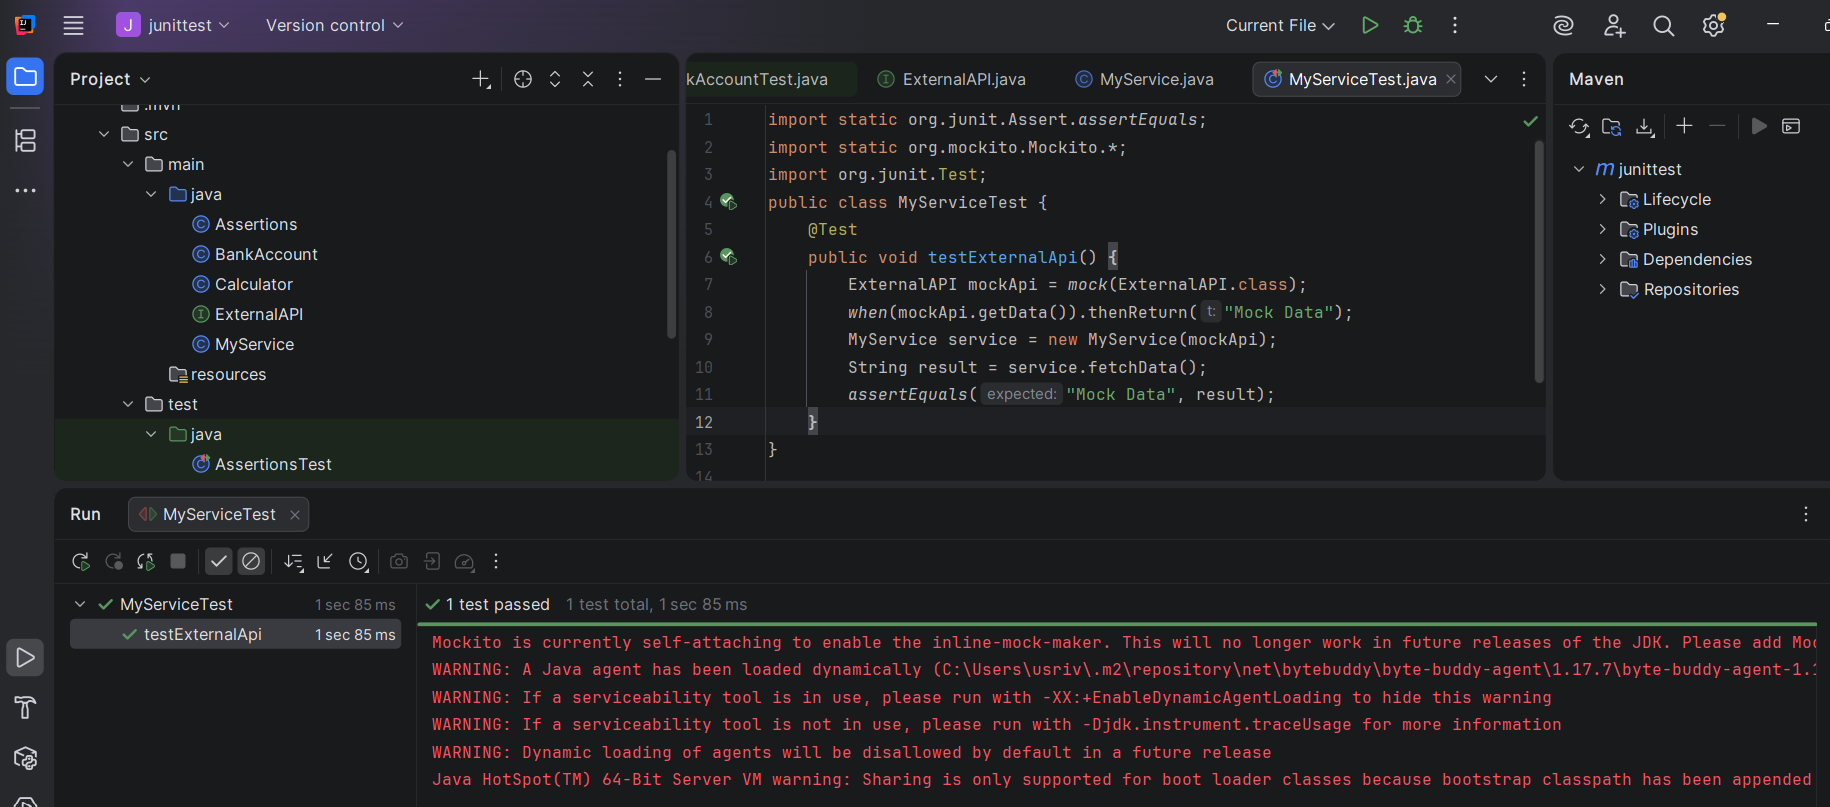 J junittest Version control Current File
Project
.mvn
src
main
java
Assertions
BankAccount
Calculator
ExternalAPI
MyService
resources
test
java
AssertionsTest
kAccountTest.java ExternalAPI.java MyService.java MyServiceTest.java
1 import static org.junit.Assert.assertEquals;
2 import static org.mockito.Mockito.*;
3 import org.junit.Test;
4 public class MyServiceTest {
5 @Test
6 public void testExternalApi() {
7 ExternalAPI mockApi = mock(ExternalAPI.class);
8 when(mockApi.getData()).thenReturn( t: "Mock Data");
9 MyService service = new MyService(mockApi);
10 String result = service.fetchData();
11 assertEquals( expected: "Mock Data", result);
12 }
13 }
14
Maven
m junittest
Lifecycle
Plugins
Dependencies
Repositories
Run MyServiceTest
MyServiceTest 1 sec 85 ms
testExternalApi 1 sec 85 ms
1 test passed 1 test total, 1 sec 85 ms
Mockito is currently self-attaching to enable the inline-mock-maker. This will no longer work in future releases of the JDK. Please add Moc
WARNING: A Java agent has been loaded dynamically (C:\Users\usriv\.m2\repository\net\bytebuddy\byte-buddy-agent\1.17.7\byte-buddy-agent-1.1
WARNING: If a serviceability tool is in use, please run with -XX:+EnableDynamicAgentLoading to hide this warning
WARNING: If a serviceability tool is not in use, please run with -Djdk.instrument.traceUsage for more information
WARNING: Dynamic loading of agents will be disallowed by default in a future release
Java HotSpot(TM) 64-Bit Server VM warning: Sharing is only supported for boot loader classes because bootstrap classpath has been appended